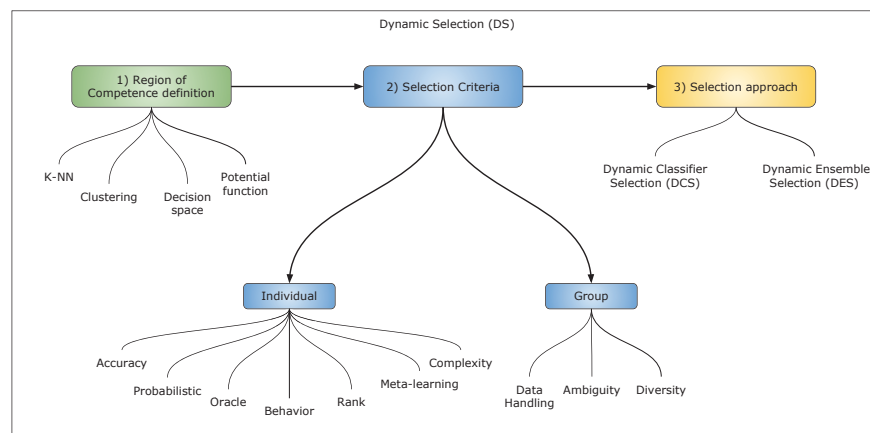 Dynamic Selection (DS)
1) Region of
Competence definition
2) Selection Criteria
3) Selection approach
K-NN
Clustering
Decision
space
Potential
function
Dynamic Classifier
Selection (DCS)
Dynamic Ensemble
Selection (DES)
Individual
Group
Accuracy
Probabilistic
Oracle
Behavior
Rank
Meta-learning
Complexity
Data
Handling
Ambiguity
Diversity